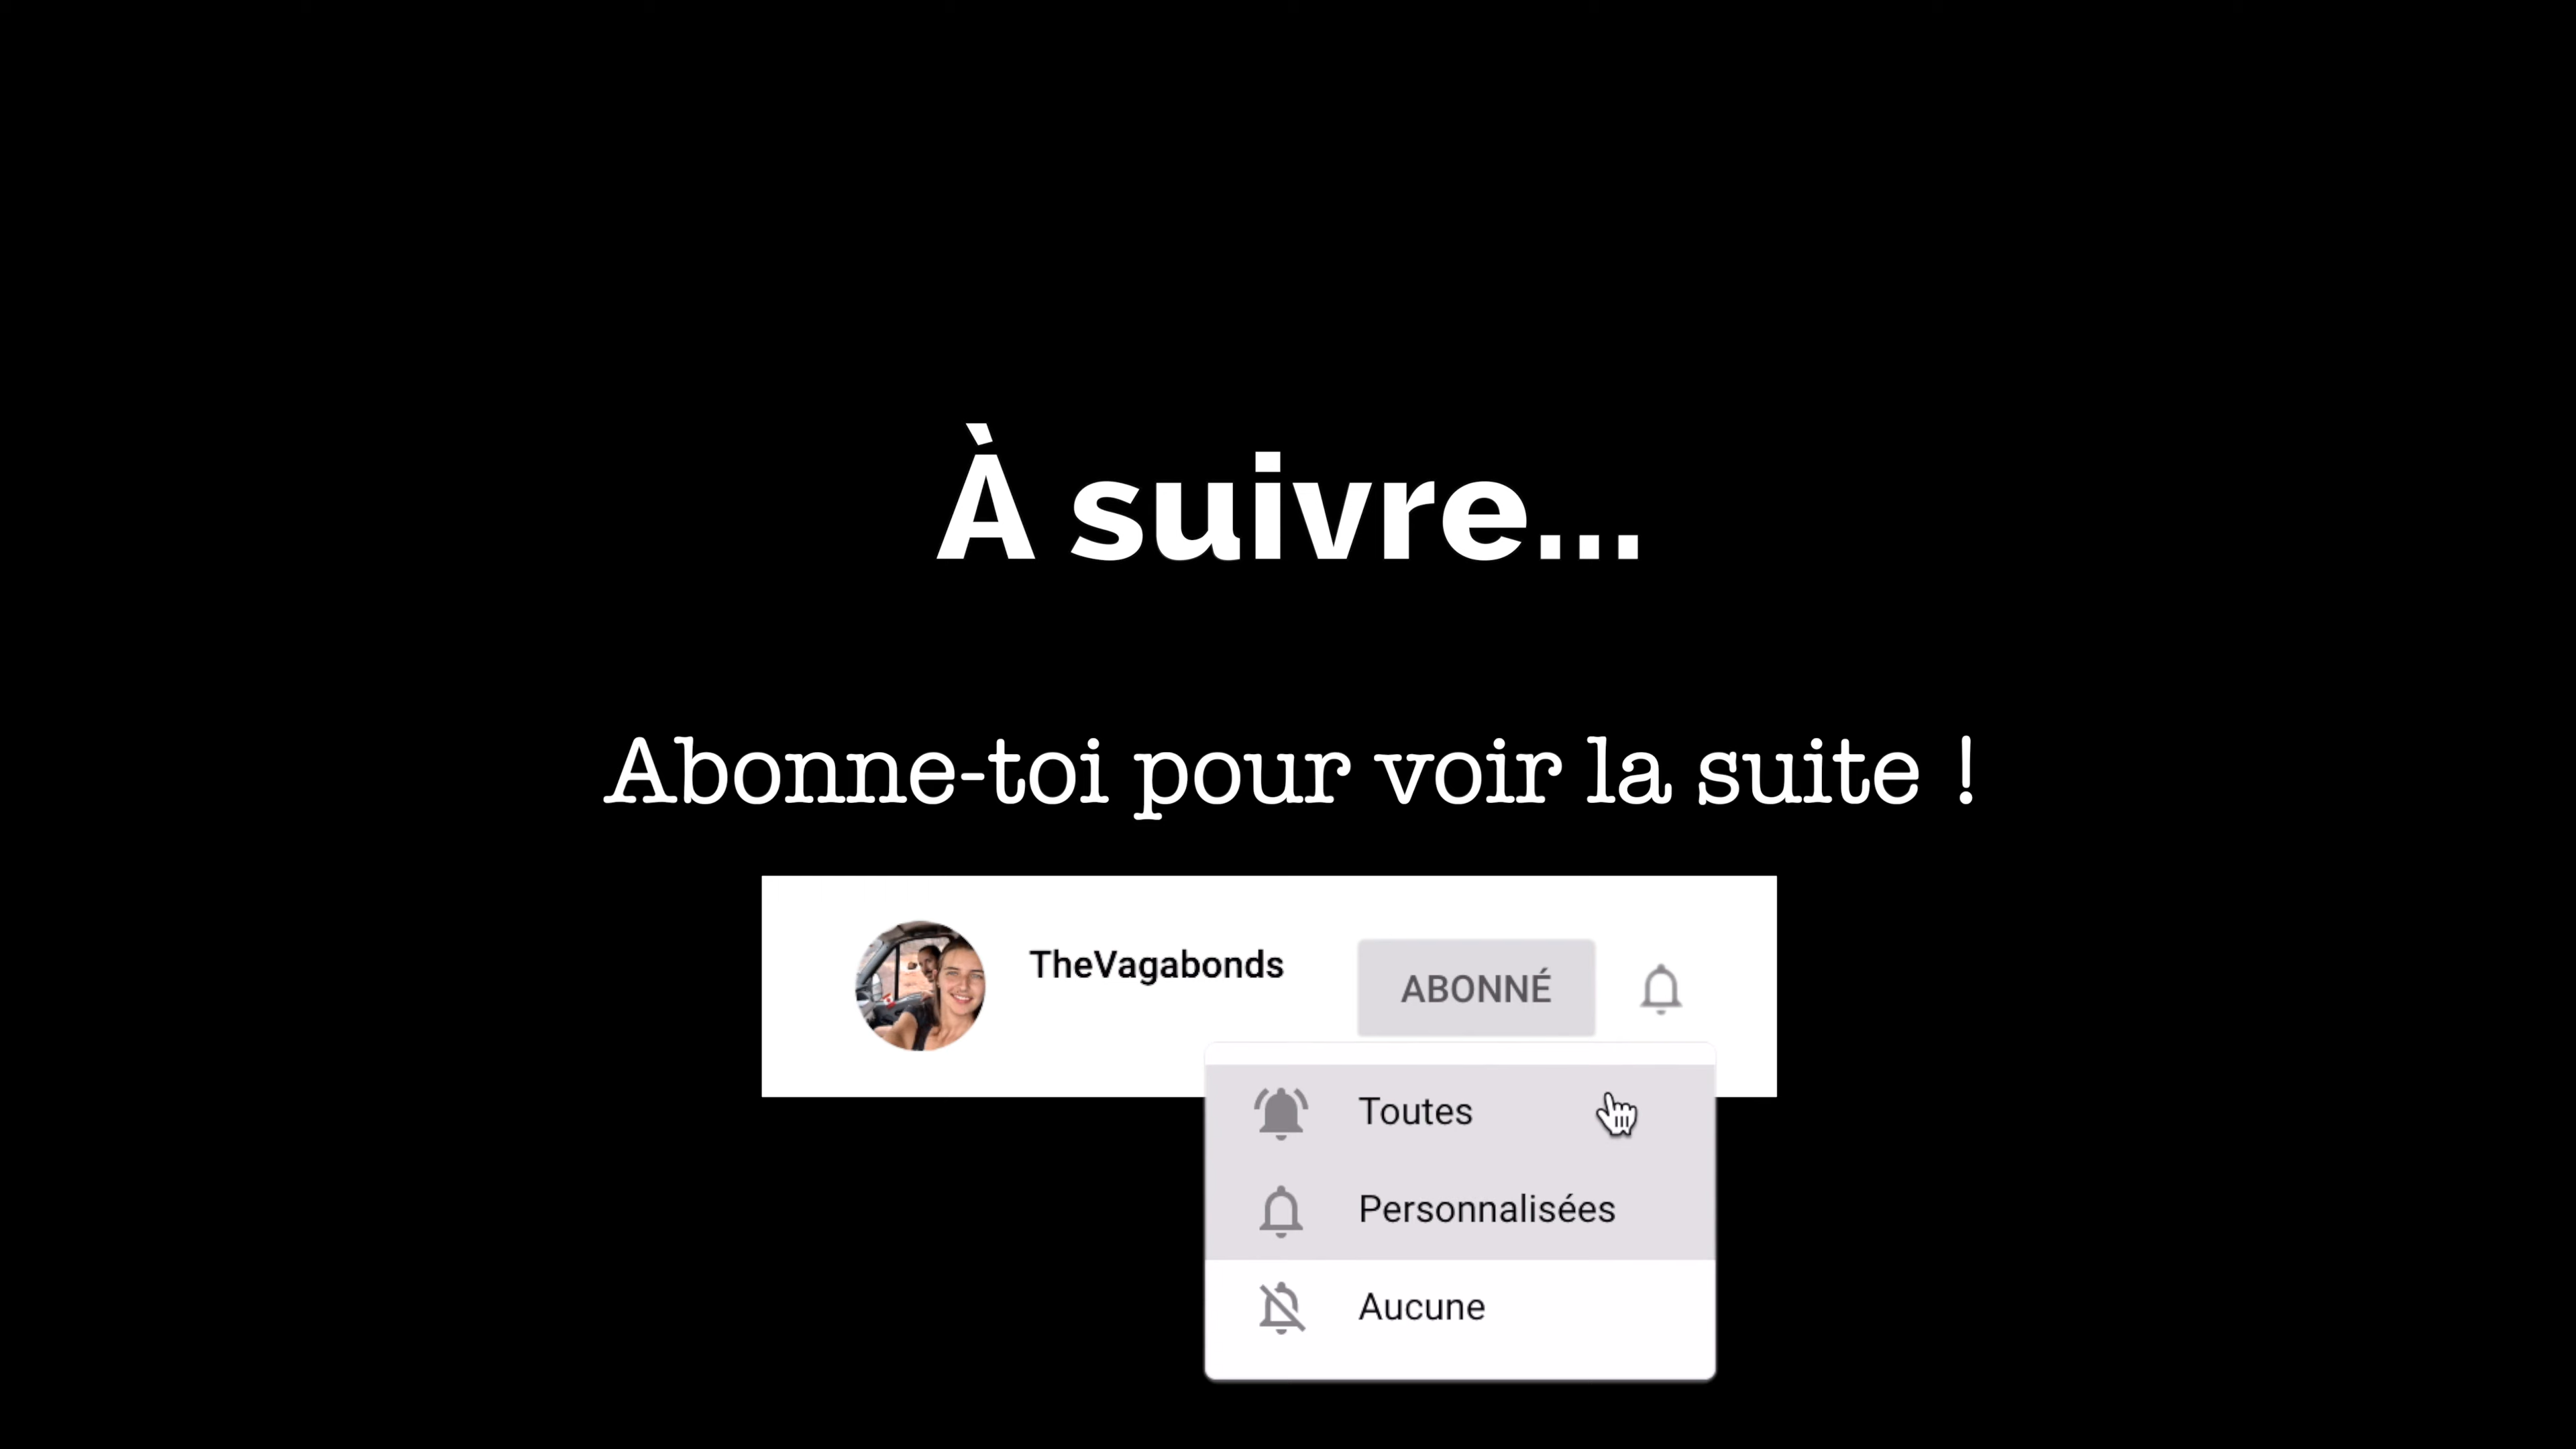 À suivre...
Abonne-toi pour voir la suite !
TheVagabonds
ABONNÉ
Toutes
Personnalisées
Aucune